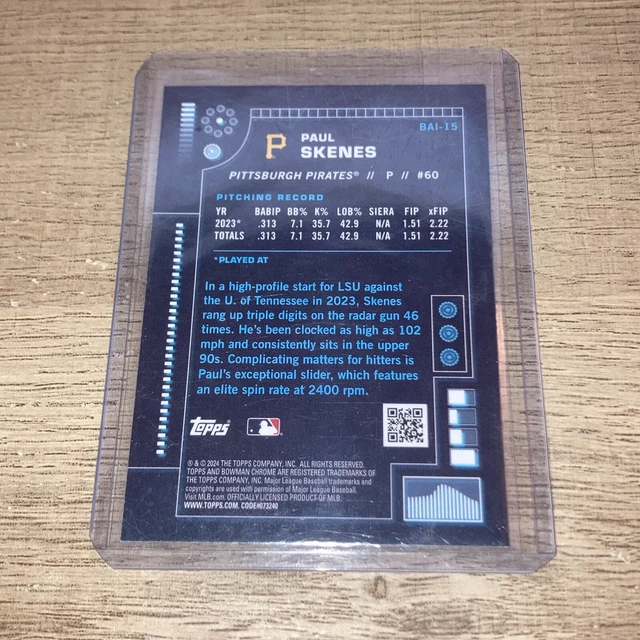 BAI-15
P PAUL
SKENES
PITTSBURGH PIRATES® // P // #60
PITCHING RECORD
YR BABIP BB% K% LOB% SIERA FIP xFIP
2023* .313 7.1 35.7 42.9 N/A 1.51 2.22
TOTALS .313 7.1 35.7 42.9 N/A 1.51 2.22
*PLAYED AT
In a high-profile start for LSU against
the U. of Tennessee in 2023, Skenes
rang up triple digits on the radar gun 46
times. He's been clocked as high as 102
mph and consistently sits in the upper
90s. Complicating matters for hitters is
Paul's exceptional slider, which features
an elite spin rate at 2400 rpm.
Topps
® & © 2024 THE TOPPS COMPANY, INC. ALL RIGHTS RESERVED.
TOPPS AND BOWMAN CHROME ARE REGISTERED TRADEMARKS OF
THE TOPPS COMPANY, INC. Major League Baseball trademarks and
copyrights are used with permission of Major League Baseball.
Visit MLB.com. OFFICIALLY LICENSED PRODUCT OF MLB.
WWW.TOPPS.COM. CODE#073240